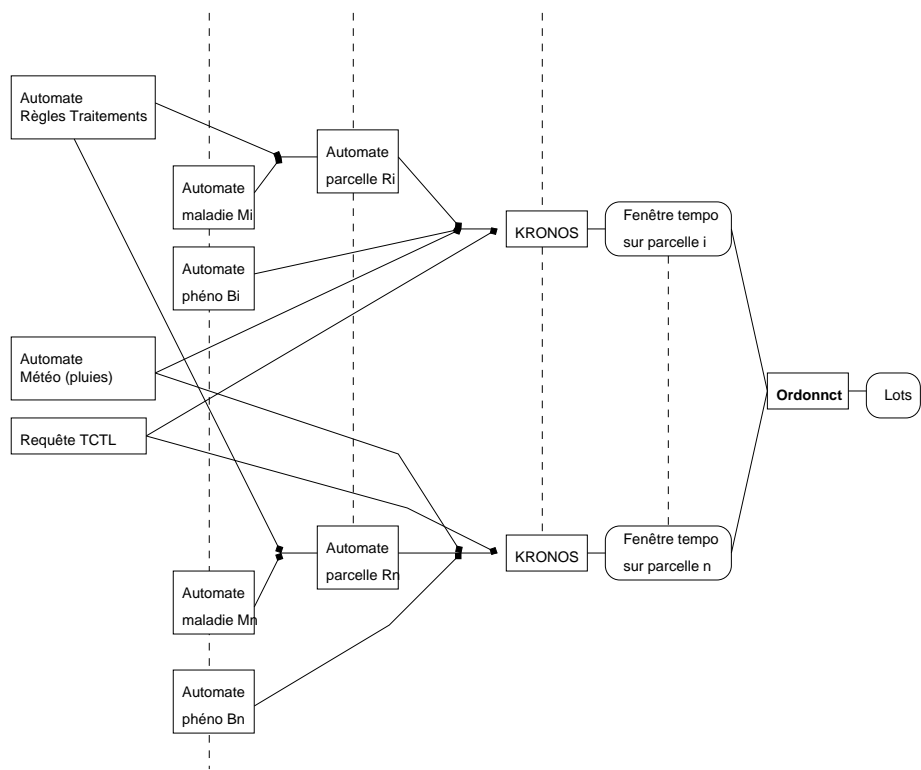 Automate
Règles Traitements
Automate
parcelle Ri
Automate
maladie Mi
Fenêtre tempo
sur parcelle i
KRONOS
Automate
phéno Bi
Automate
Météo (pluies)
Ordonnct
Lots
Requête TCTL
Automate
parcelle Rn
KRONOS
Fenêtre tempo
sur parcelle n
Automate
maladie Mn
Automate
phéno Bn